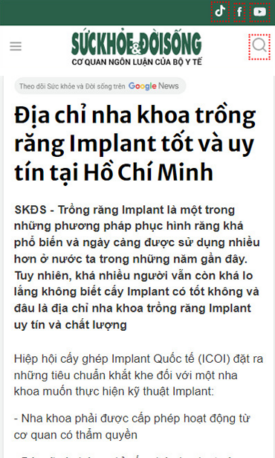 SỨCKHỎE&ĐỜISỐNG
CƠ QUAN NGÔN LUẬN CỦA BỘ Y TẾ
Theo dõi Sức khỏe và Đời sống trên Google News
Địa chỉ nha khoa trồng
răng Implant tốt và uy
tín tại Hồ Chí Minh
SKĐS - Trồng răng Implant là một trong
những phương pháp phục hình răng khá
phổ biến và ngày càng được sử dụng nhiều
hơn ở nước ta trong những năm gần đây.
Tuy nhiên, khá nhiều người vẫn còn khá lo
lắng không biết cấy Implant có tốt không và
đâu là địa chỉ nha khoa trồng răng Implant
uy tín và chất lượng
Hiệp hội cấy ghép Implant Quốc tế (ICOI) đặt ra
những tiêu chuẩn khắt khe đối với một nha
khoa muốn thực hiện kỹ thuật Implant:
- Nha khoa phải được cấp phép hoạt động từ
cơ quan có thẩm quyền